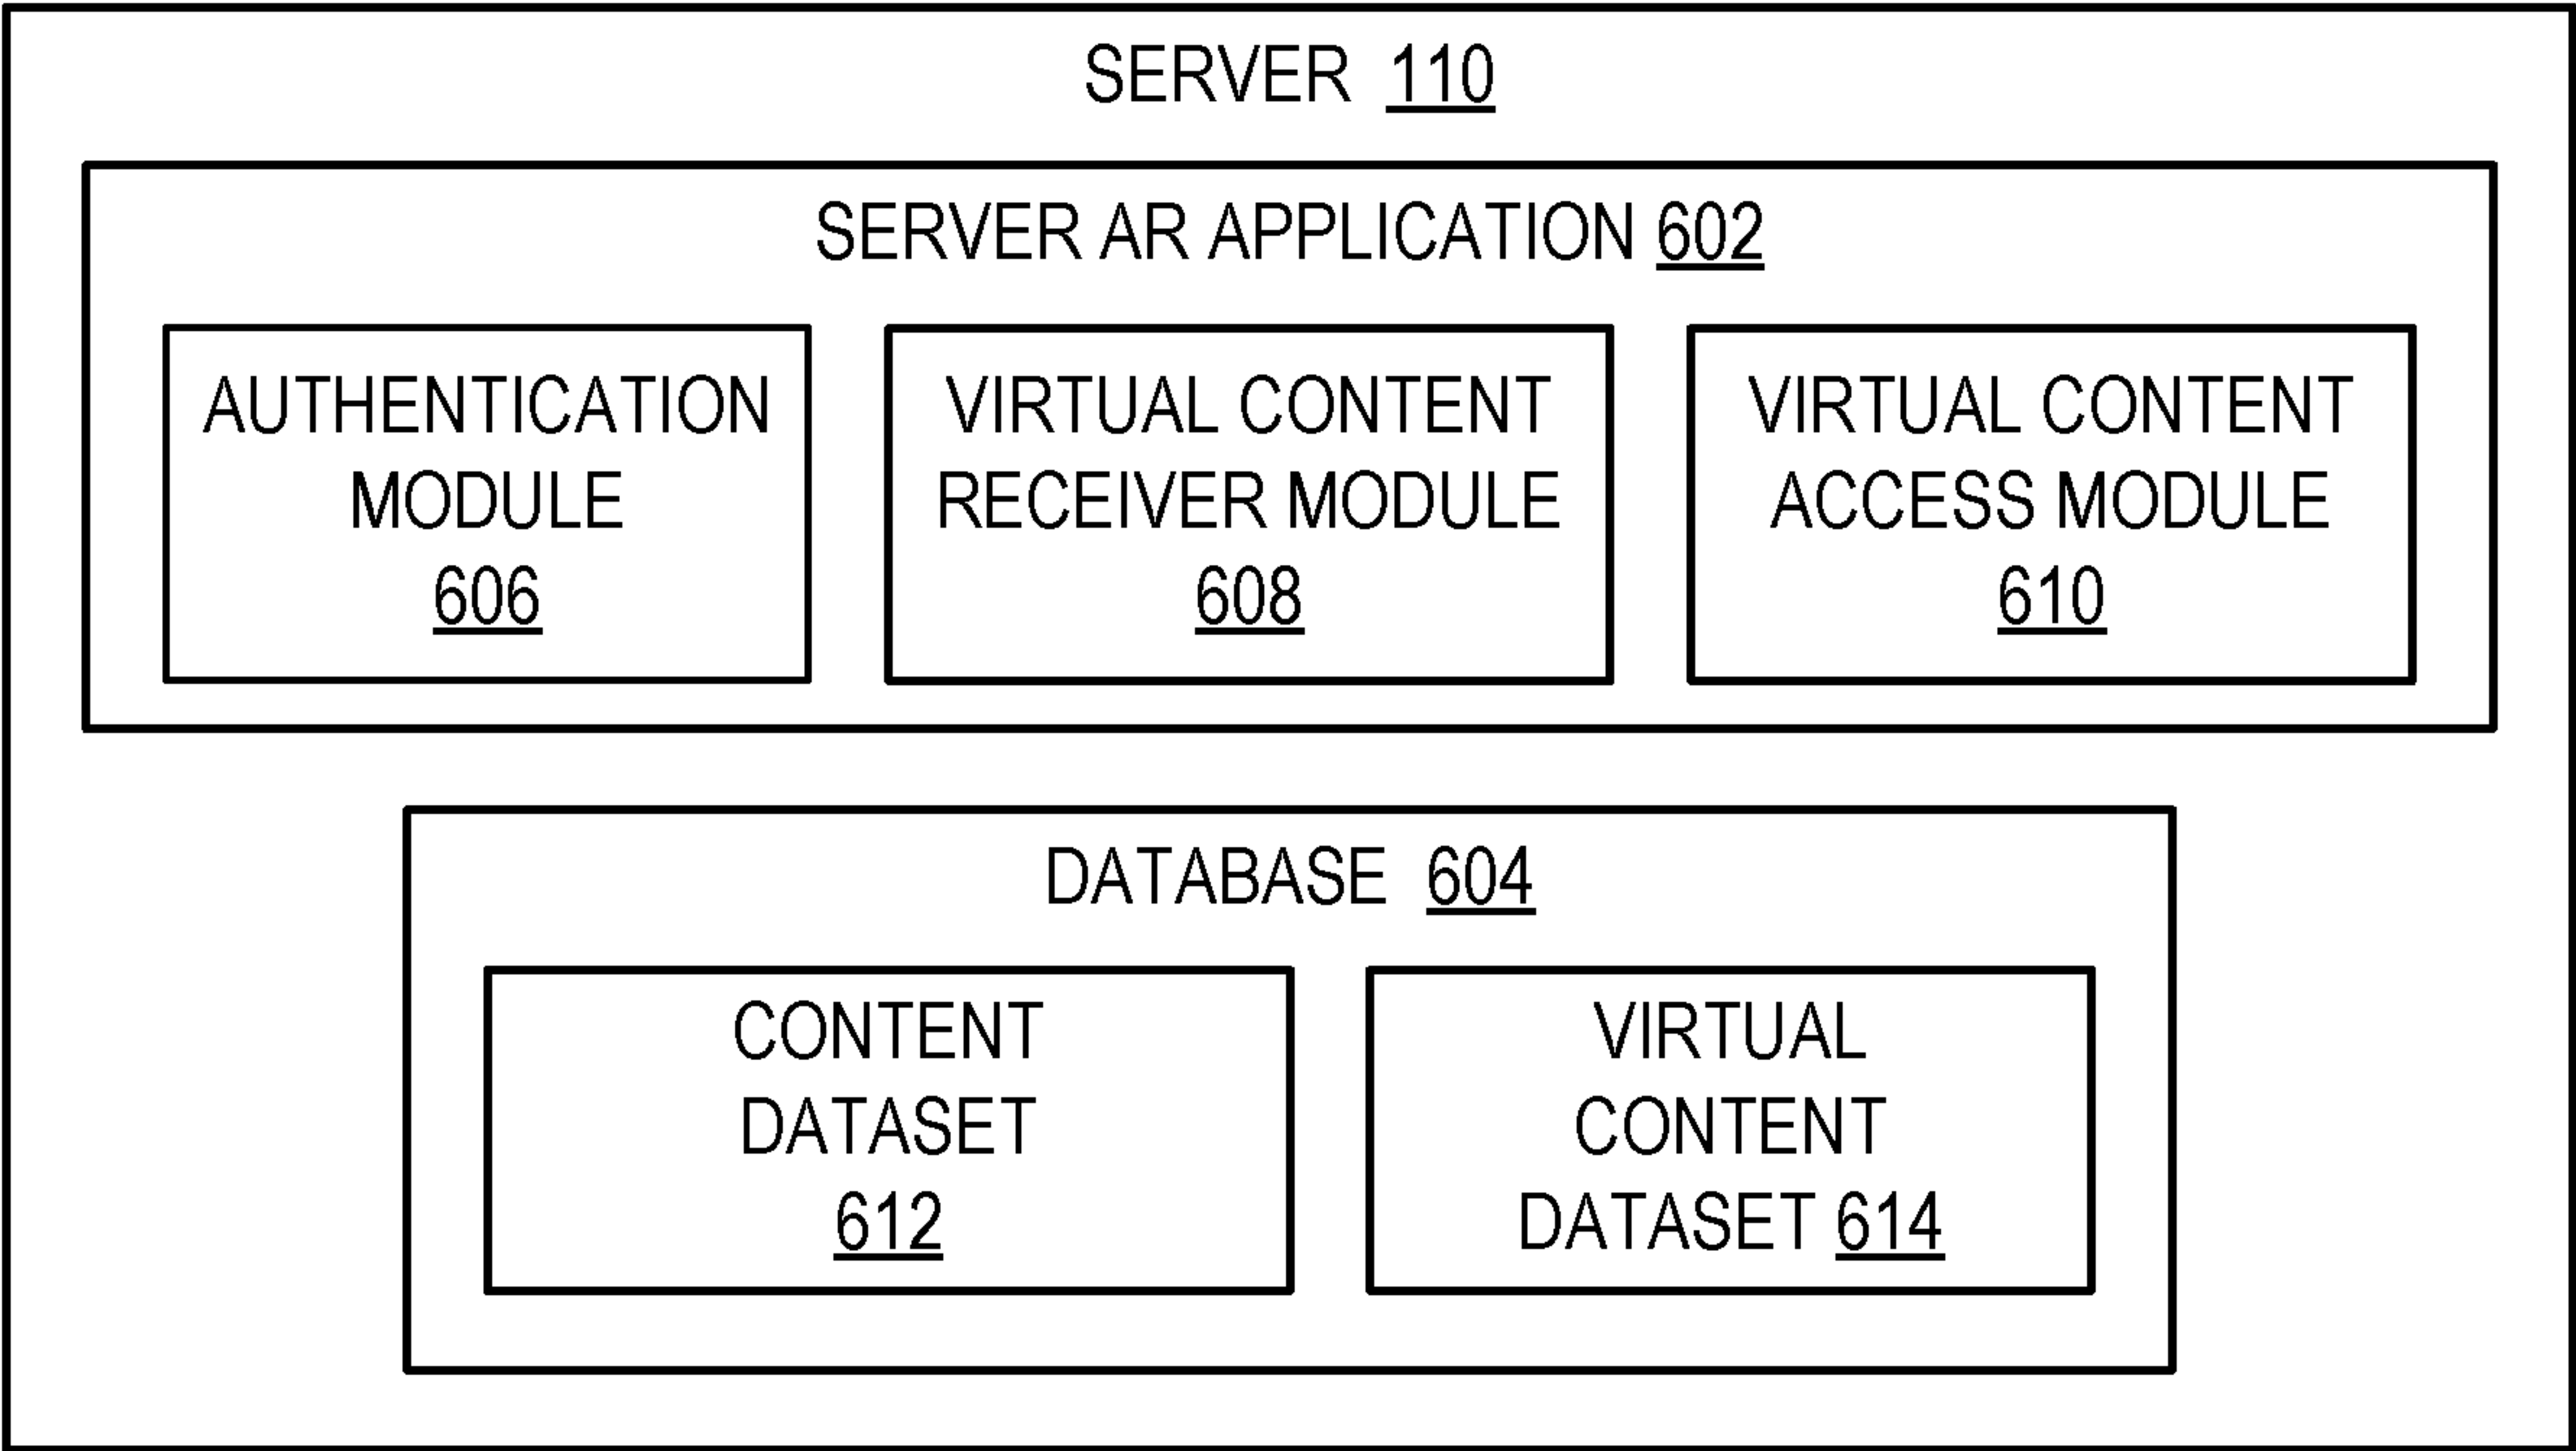 SERVER 110
SERVER AR APPLICATION 602
AUTHENTICATION
MODULE
606
VIRTUAL CONTENT
RECEIVER MODULE
608
VIRTUAL CONTENT
ACCESS MODULE
610
DATABASE 604
CONTENT
DATASET
612
VIRTUAL
CONTENT
DATASET 614